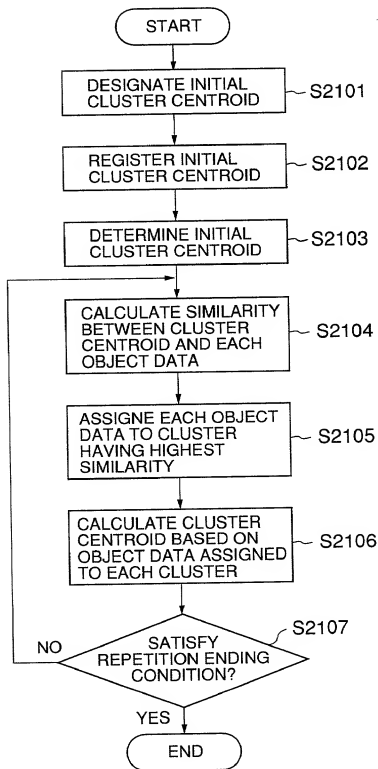 START
DESIGNATE INITIAL
CLUSTER CENTROID
S2101
REGISTER INITIAL
CLUSTER CENTROID
S2102
DETERMINE INITIAL
CLUSTER CENTROID
S2103
CALCULATE SIMILARITY
BETWEEN CLUSTER
CENTROID AND EACH
OBJECT DATA
S2104
ASSIGNE EACH OBJECT
DATA TO CLUSTER
HAVING HIGHEST
SIMILARITY
S2105
CALCULATE CLUSTER
CENTROID BASED ON
OBJECT DATA ASSIGNED
TO EACH CLUSTER
S2106
S2107
NO
SATISFY
REPETITION ENDING
CONDITION?
YES
END